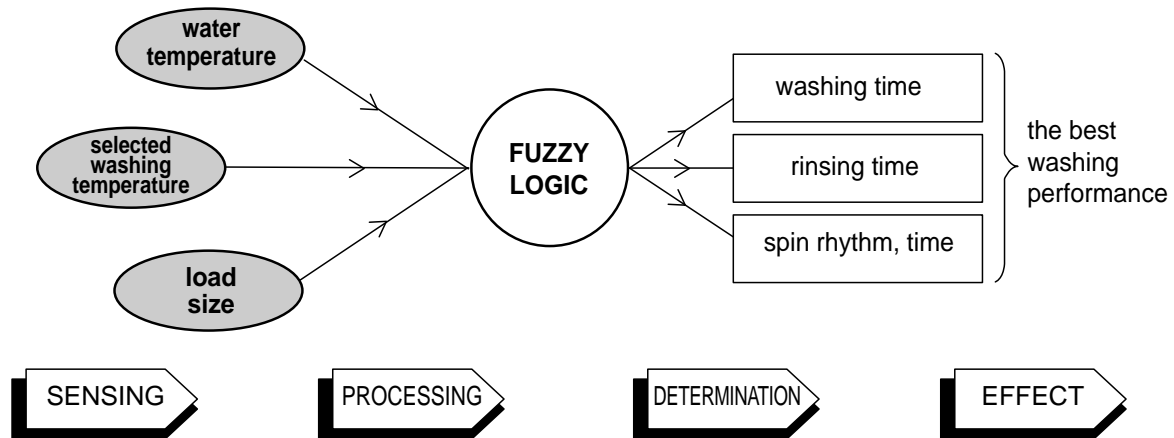 water
temperature
selected
washing
temperature
load
size
FUZZY
LOGIC
washing time
rinsing time
spin rhythm, time
the best
washing
performance
SENSING
PROCESSING
DETERMINATION
EFFECT